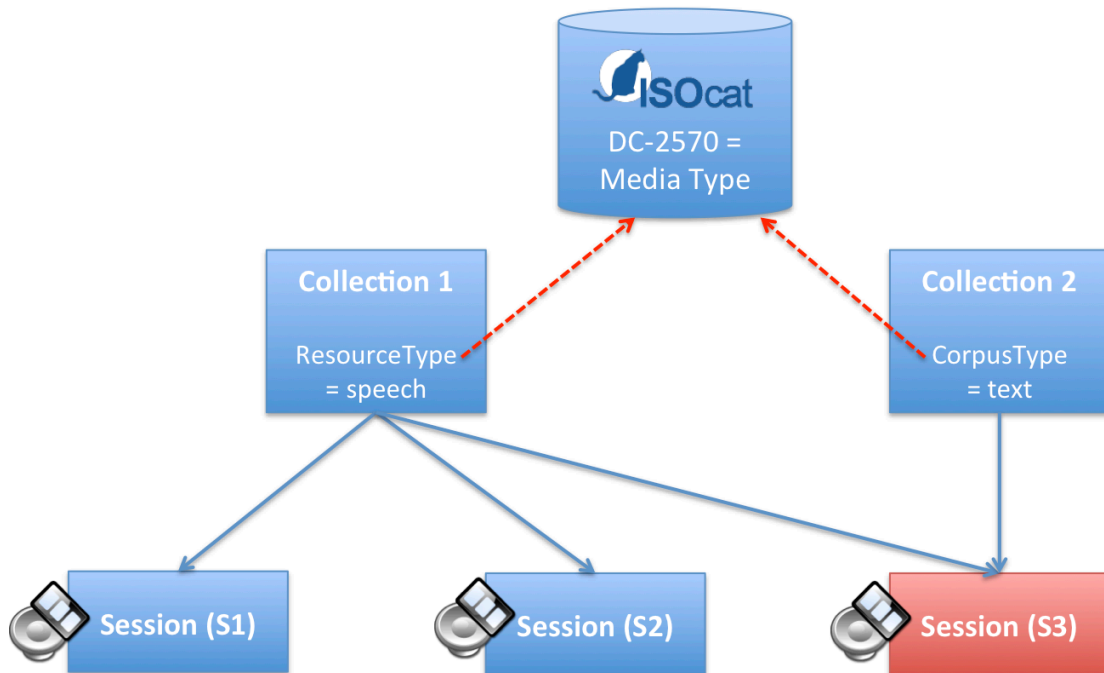 ISOcat
DC-2570 =
Media Type
Collection 1
ResourceType
= speech
Collection 2
CorpusType
= text
Session (S1)
Session (S2)
Session (S3)